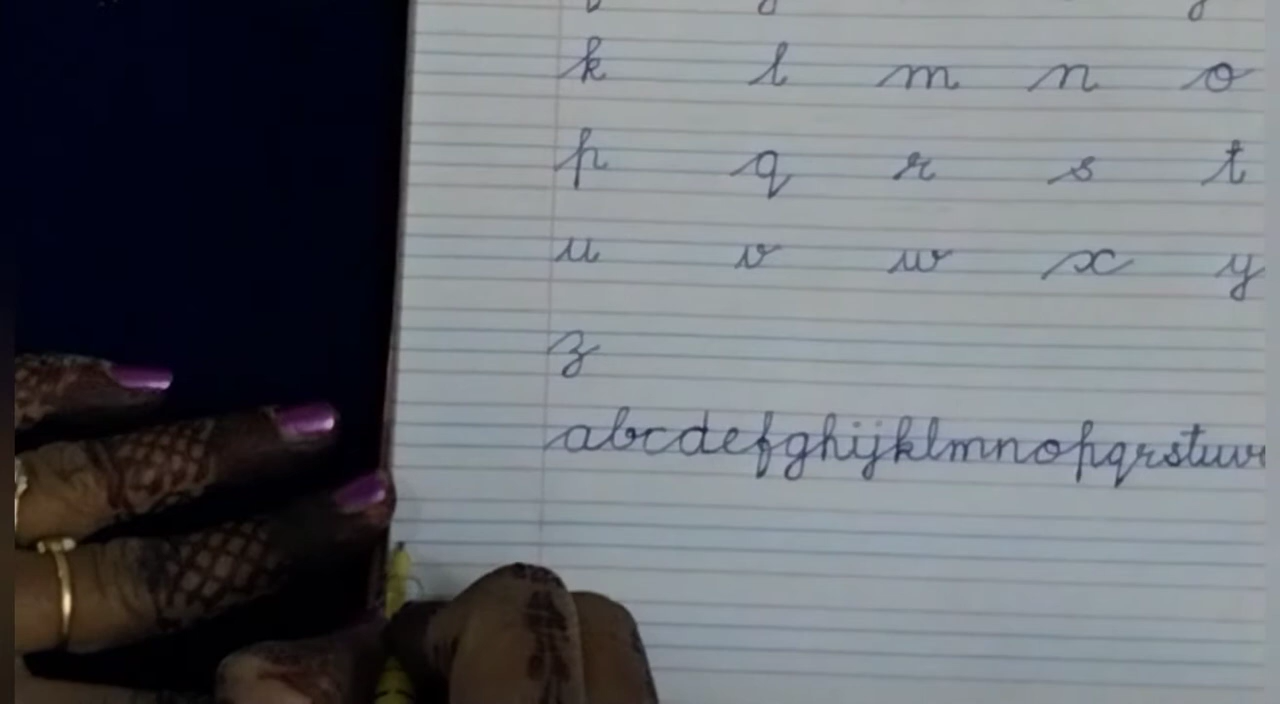 k l m n o
p q r s t
u v w x y
z
abcdefghijklmnopqrstuv